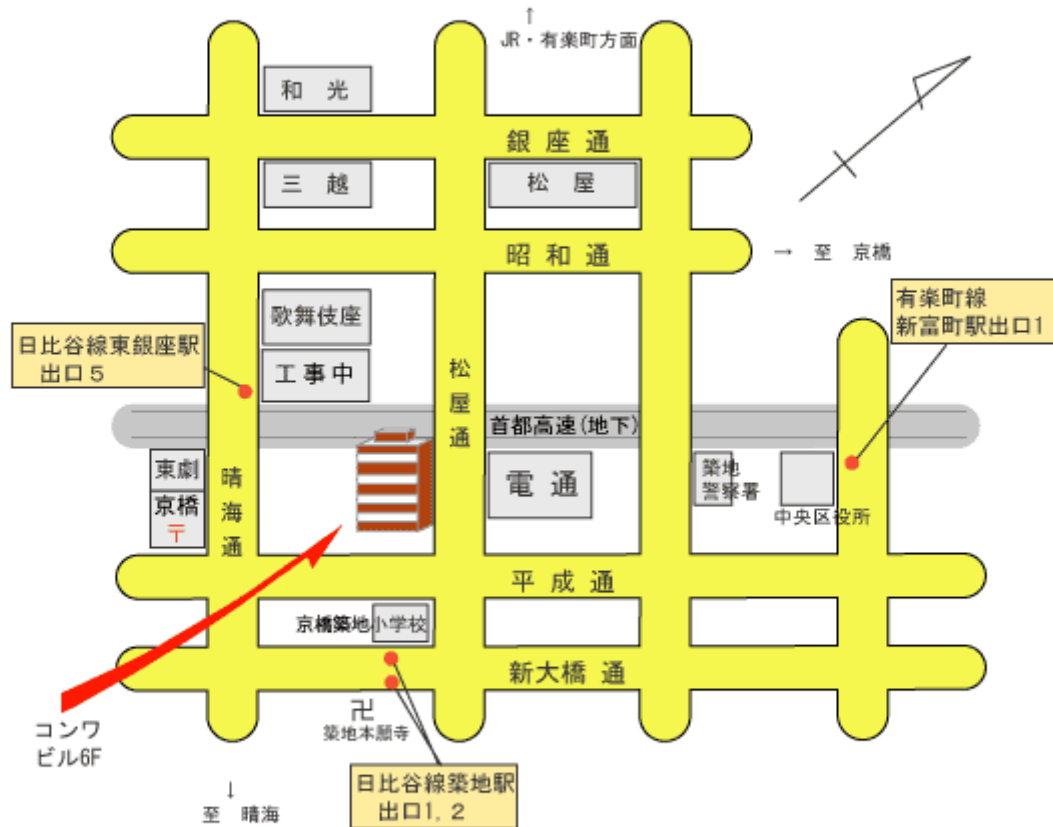 ↑
JR・有楽町方面
和 光
銀座通
三 越
松 屋
昭和通
→ 至 京橋
有楽町線
新富町駅出口1
歌舞伎座
日比谷線東銀座駅
出口5
工事中
松屋通
首都高速(地下)
東劇
京橋
〒
晴海通
電通
築地
警察署
中央区役所
平成通
京橋築地小学校
新大橋通
卍
築地本願寺
コンワ
ビル6F
日比谷線築地駅
出口1,2
↓
至 晴海